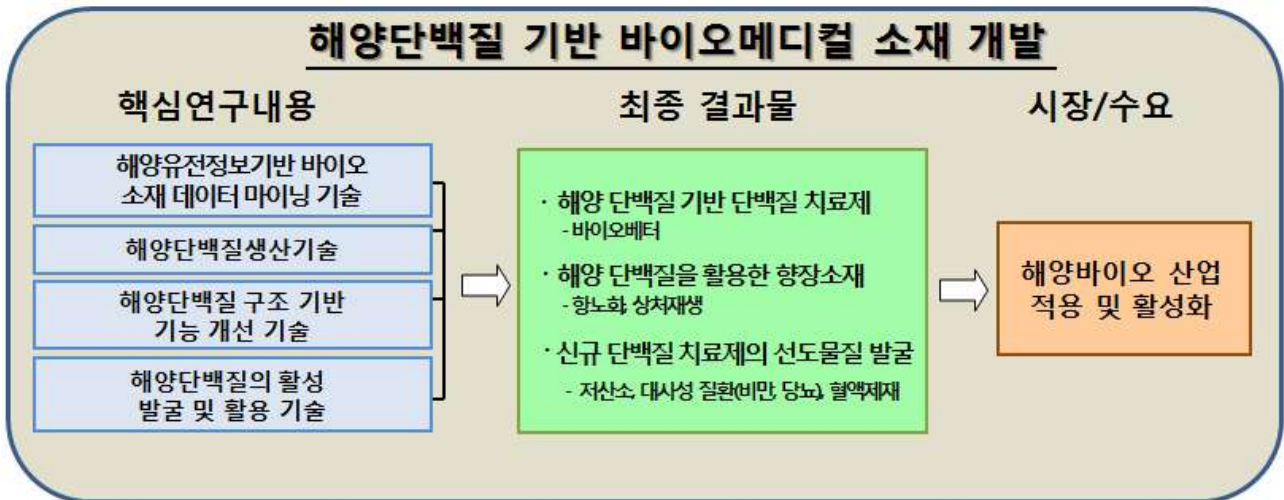 해양단백질 기반 바이오메디컬 소재 개발
핵심연구내용
해양유전정보기반 바이오
소재 데이터 마이닝 기술
해양단백질생산기술
해양단백질 구조 기반
기능 개선 기술
해양단백질의 활성
발굴 및 활용 기술
최종 결과물
· 해양 단백질 기반 단백질 치료제
- 바이오베터
· 해양 단백질을 활용한 향장소재
- 항노화, 상처재생
· 신규 단백질 치료제의 선도물질 발굴
- 저산소, 대사성 질환(비만, 당뇨), 혈액제재
시장/수요
해양바이오 산업
적용 및 활성화